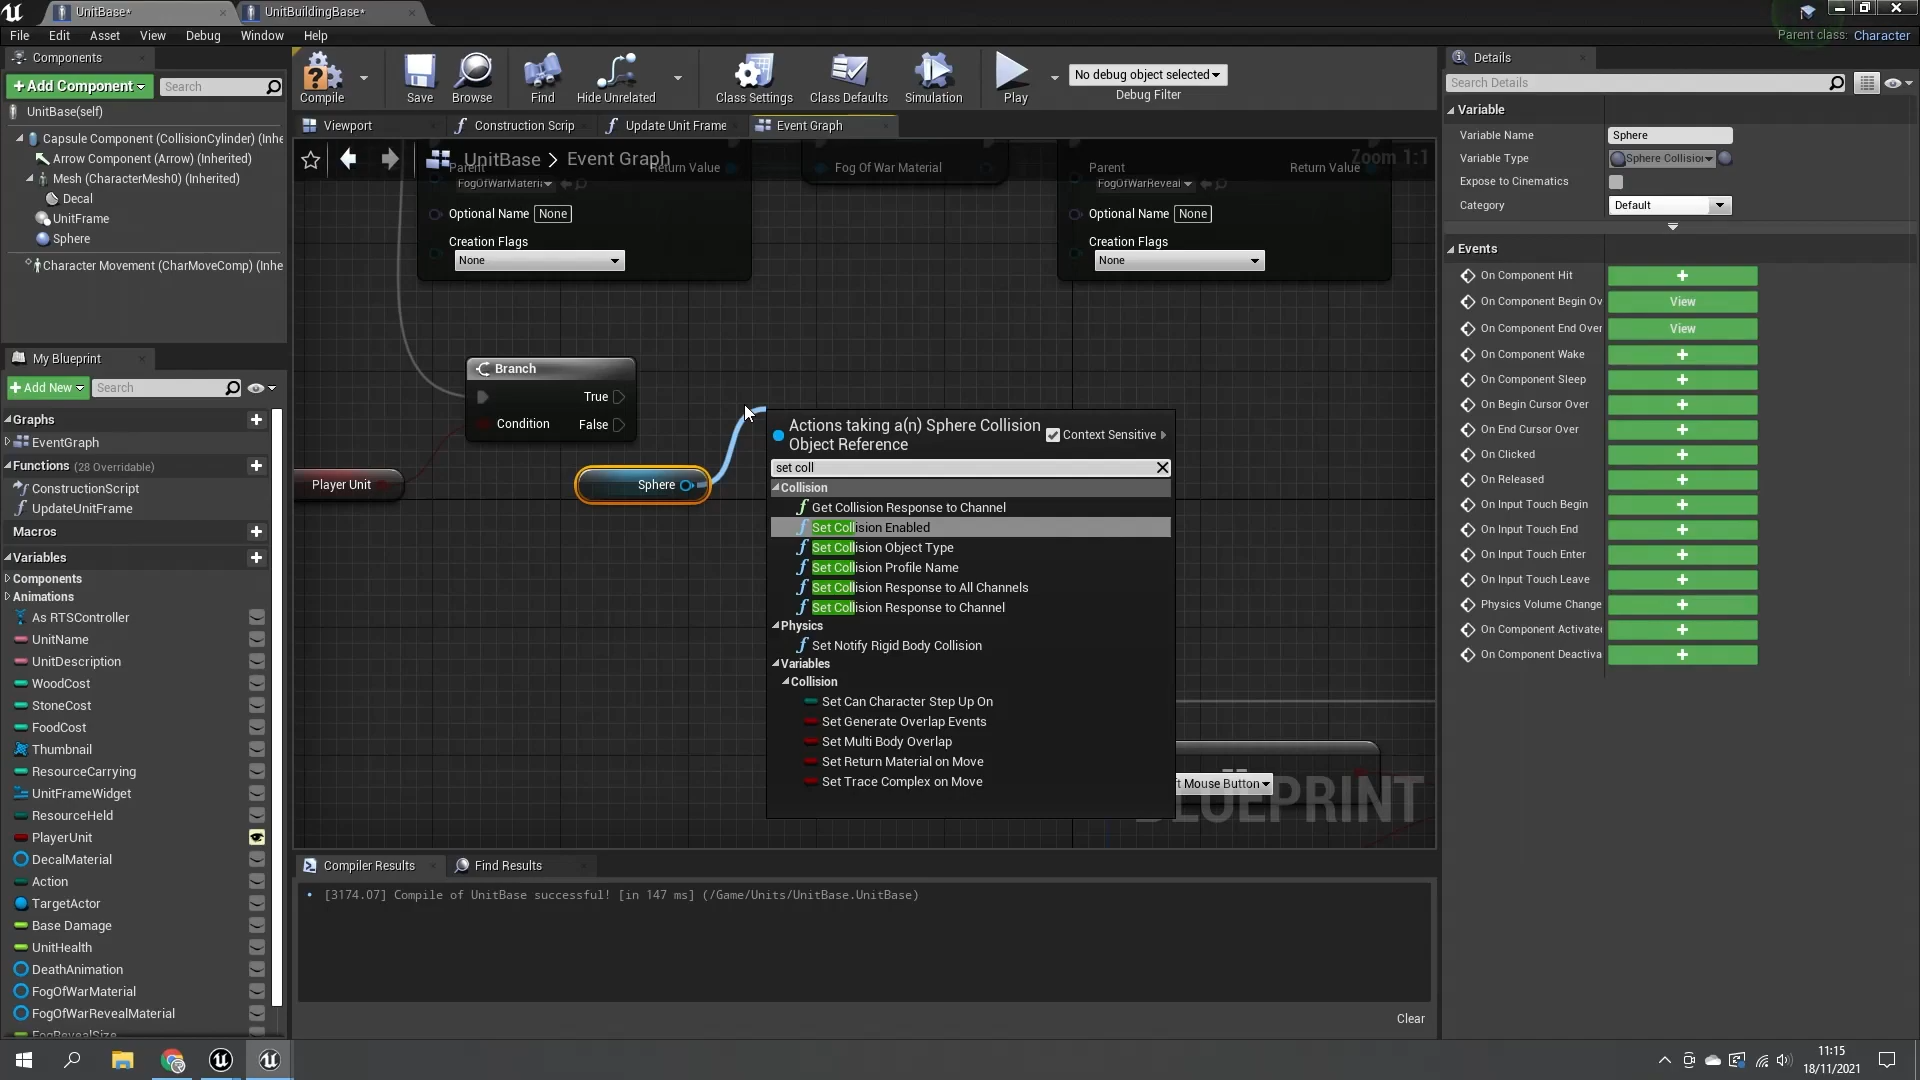 UnitBase*
UnitBuildingBase*
File Edit Asset View Debug Window Help
Parent class: Character
Components
+Add Component
Search
UnitBase(self)
Capsule Component (CollisionCylinder) (Inhe
Arrow Component (Arrow) (Inherited)
Mesh (CharacterMesh0) (Inherited)
Decal
UnitFrame
Sphere
Character Movement (CharMoveComp) (Inhe
My Blueprint
+Add New
Search
Graphs
EventGraph
Functions (28 Overridable)
ConstructionScript
UpdateUnitFrame
Macros
Variables
Components
Animations
As RTSController
UnitName
UnitDescription
WoodCost
StoneCost
FoodCost
Thumbnail
ResourceCarrying
UnitFrameWidget
ResourceHeld
PlayerUnit
DecalMaterial
Action
TargetActor
Base Damage
UnitHealth
DeathAnimation
FogOfWarMaterial
FogOfWarRevealMaterial
FogRevealSize
Compile
Save
Browse
Find
Hide Unrelated
Class Settings
Class Defaults
Simulation
Play
No debug object selected
Debug Filter
Viewport
Construction Scrip
Update Unit Frame
Event Graph
UnitBase > Event Graph
Zoom 1:1
Parent
Return Value
FogOfWarMateri
Optional Name None
Creation Flags
None
Fog Of War Material
Parent
Return Value
FogOfWarReveal
Optional Name None
Creation Flags
None
Branch
True
Condition
False
Player Unit
Sphere
Actions taking a(n) Sphere Collision
Object Reference
Context Sensitive
set coll
Collision
Get Collision Response to Channel
Set Collision Enabled
Set Collision Object Type
Set Collision Profile Name
Set Collision Response to All Channels
Set Collision Response to Channel
Physics
Set Notify Rigid Body Collision
Variables
Collision
Set Can Character Step Up On
Set Generate Overlap Events
Set Multi Body Overlap
Set Return Material on Move
Set Trace Complex on Move
t Mouse Button
BLUEPRINT
Compiler Results
Find Results
[3174.07] Compile of UnitBase successful! [in 147 ms] (/Game/Units/UnitBase.UnitBase)
Clear
Details
Search Details
Variable
Variable Name Sphere
Variable Type Sphere Collision
Expose to Cinematics
Category Default
Events
On Component Hit +
On Component Begin Ov View
On Component End Over View
On Component Wake +
On Component Sleep +
On Begin Cursor Over +
On End Cursor Over +
On Clicked +
On Released +
On Input Touch Begin +
On Input Touch End +
On Input Touch Enter +
On Input Touch Leave +
Physics Volume Change +
On Component Activate +
On Component Deactiva +
11:15
18/11/2021